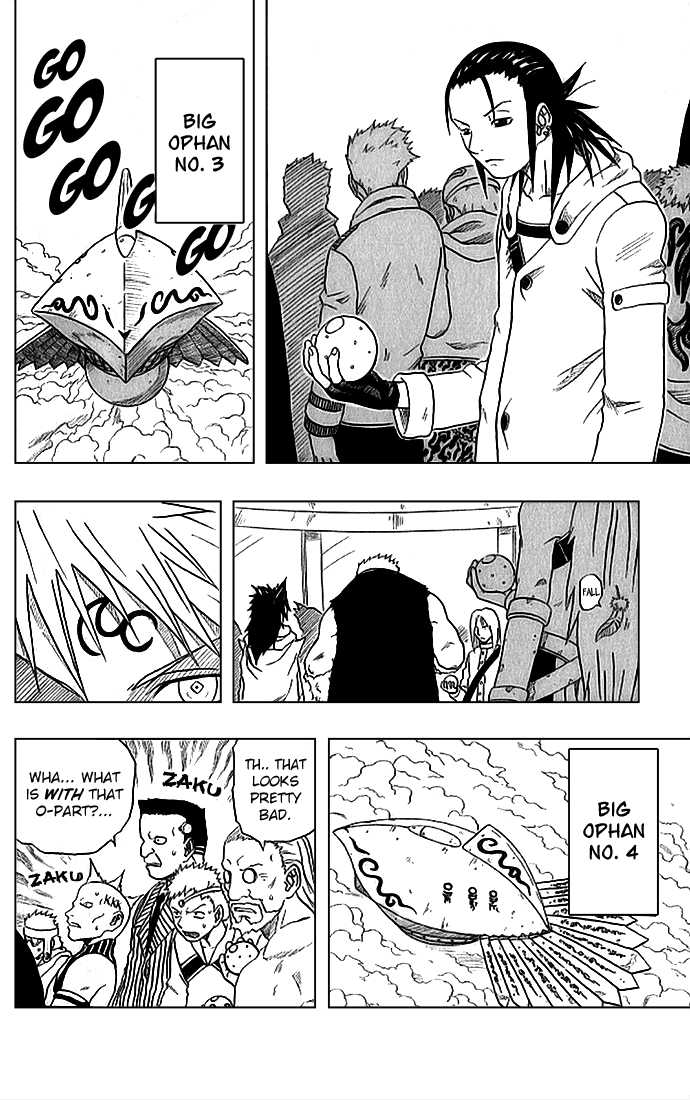 GO
GO
GO
GO
GO
BIG
OPHAN
NO. 3
FALL
WHA... WHAT
IS WITH THAT
O-PART?...
TH.. THAT
LOOKS
PRETTY
BAD.
ZAKU
ZAKU
BIG
OPHAN
NO. 4